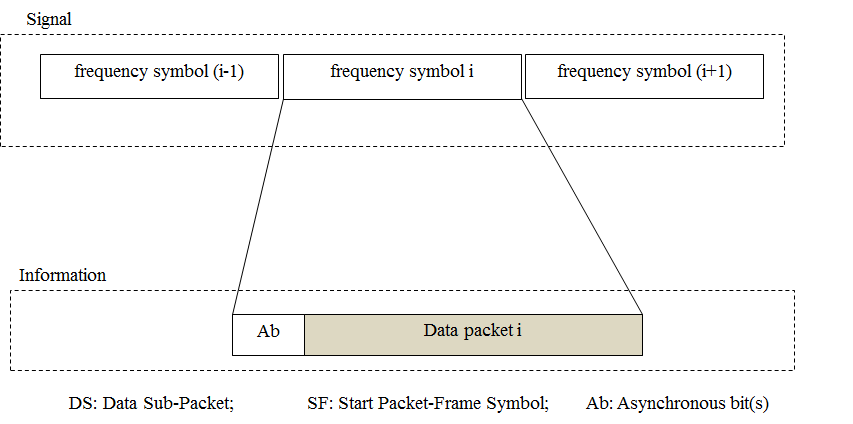 Signal
frequency symbol (i-1) frequency symbol i frequency symbol (i+1)
Information
Ab Data packet i
DS: Data Sub-Packet; SF: Start Packet-Frame Symbol; Ab: Asynchronous bit(s)